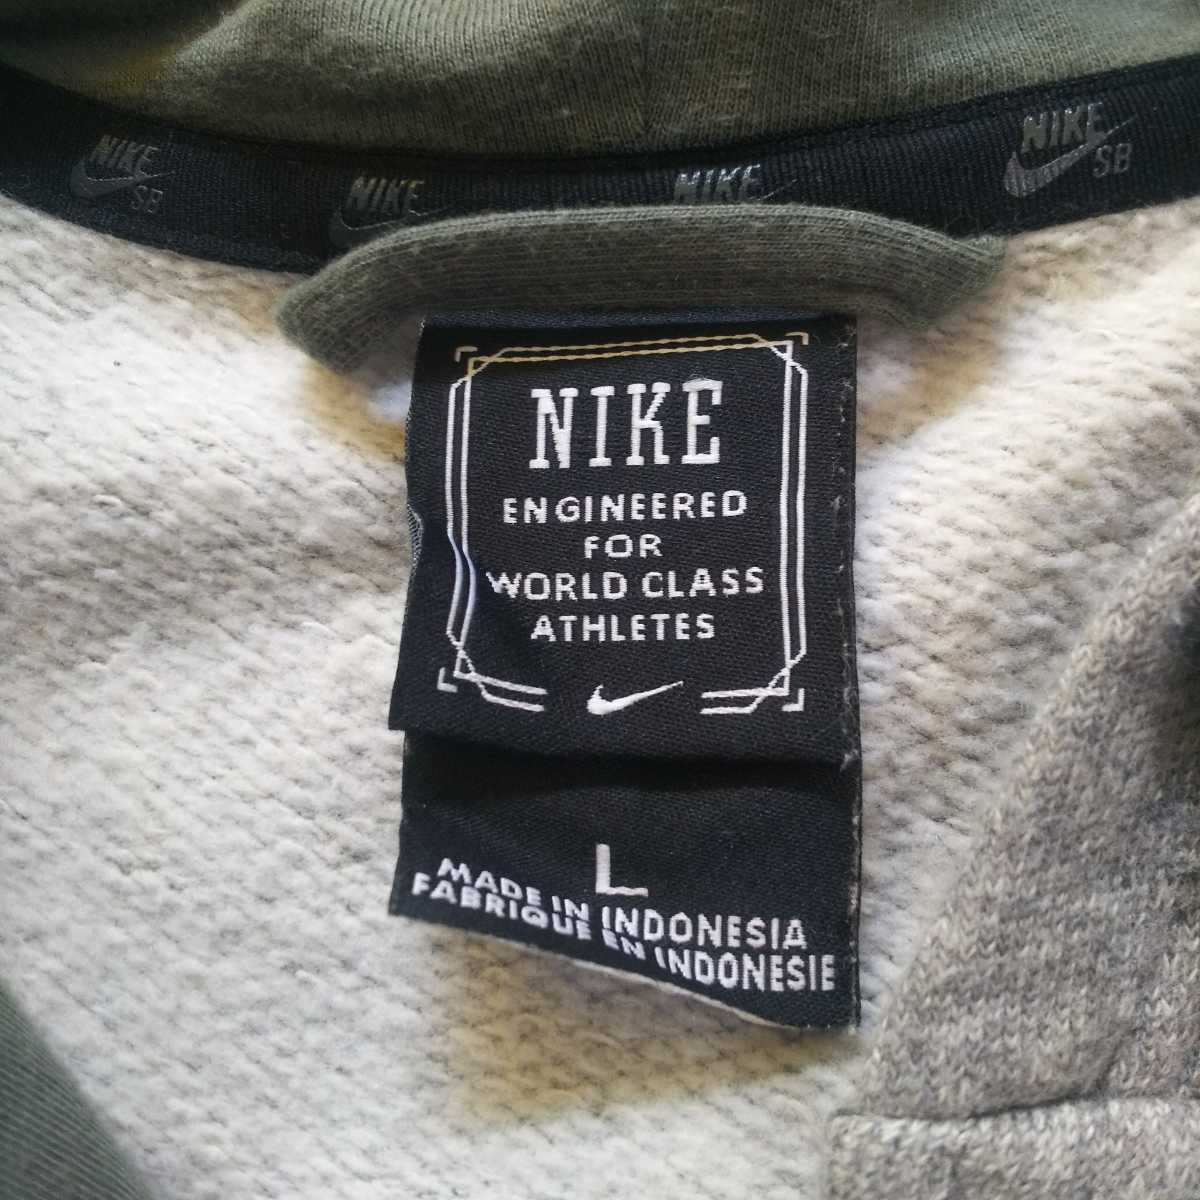 NIKE
SB
NIKE
NIKE
NIKE
SB
NIKE
ENGINEERED
FOR
WORLD CLASS
ATHLETES
L
MADE IN INDONESIA
FABRIQUE EN INDONESIE